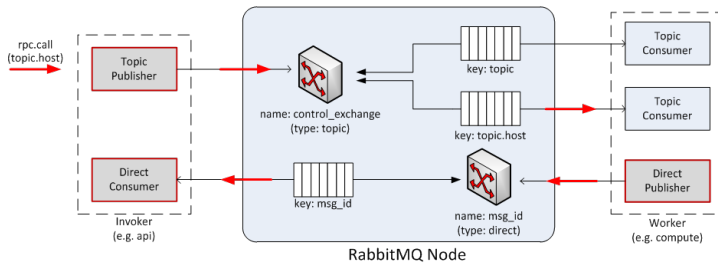 rpc.call
(topic.host)
Topic
Publisher
name: control_exchange
(type: topic)
key: topic
Topic
Consumer
key: topic.host
Topic
Consumer
Direct
Consumer
key: msg_id
name: msg_id
(type: direct)
Direct
Publisher
Invoker
(e.g. api)
Worker
(e.g. compute)
RabbitMQ Node